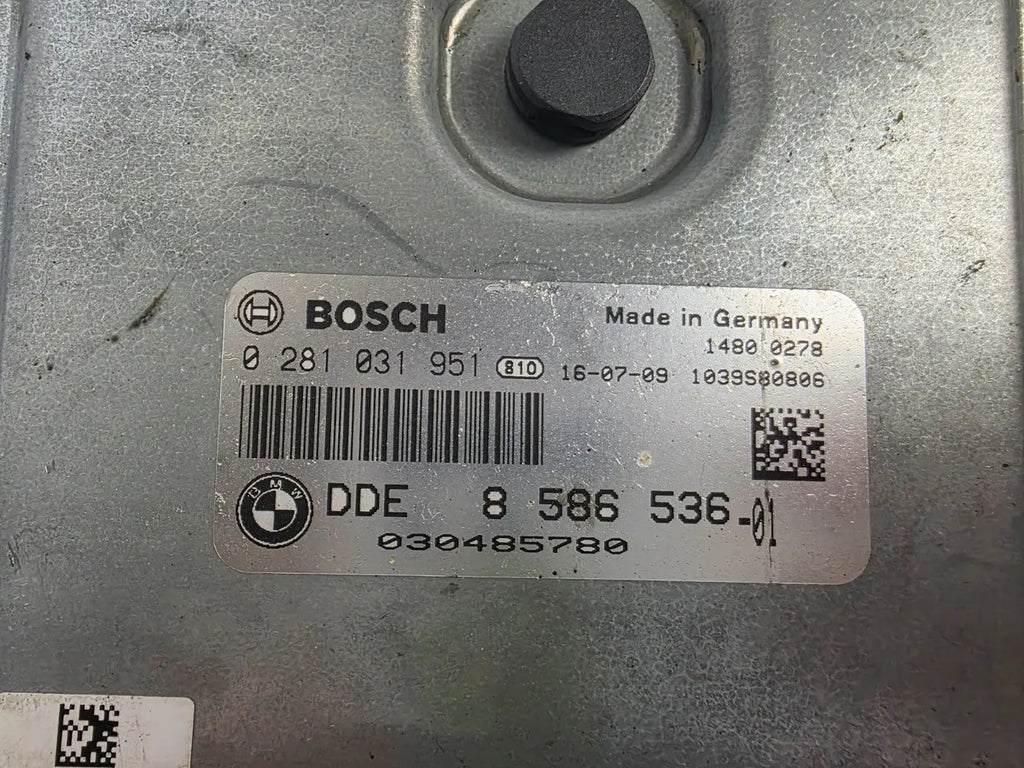 BOSCH
Made in Germany
1480 0278
0 281 031 951 810 16-07-09 1039S80806
BMW
DDE 8 586 536-01
030485780